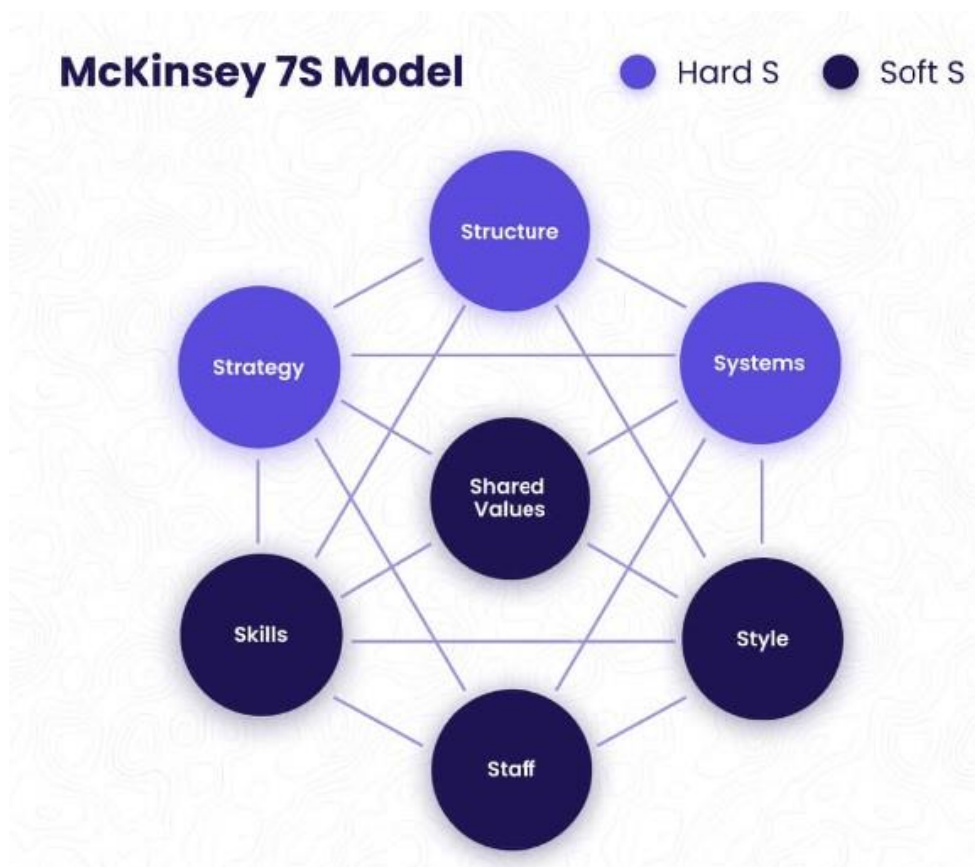 McKinsey 7S Model
Hard S
Soft S
Structure
Strategy
Systems
Shared
Values
Skills
Style
Staff